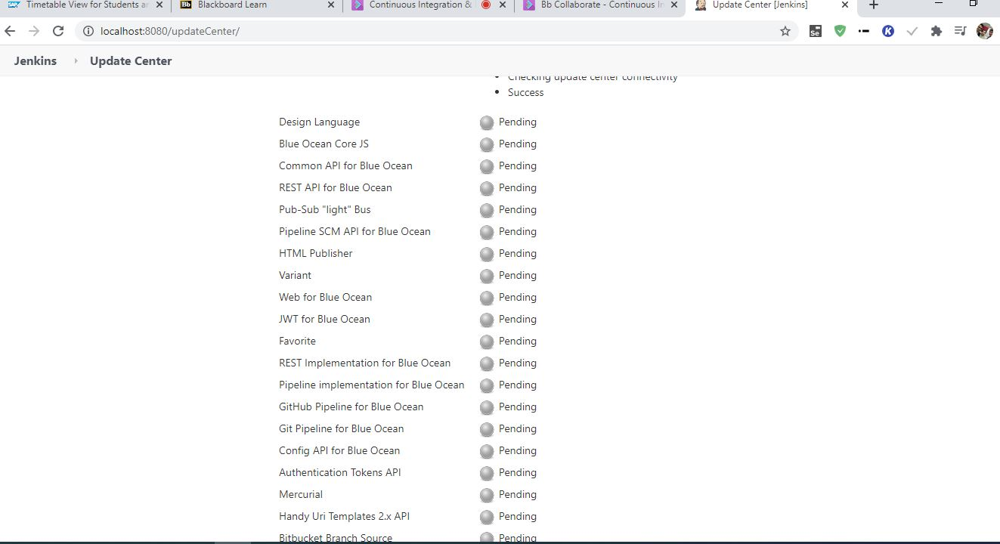 SAP Timetable View for Students an
Bb Blackboard Learn
Continuous Integration &
Bb Collaborate - Continuous In
Update Center [Jenkins]
localhost:8080/updateCenter/
Se
K
Jenkins Update Center
Checking update center connectivity
Success
Design Language Pending
Blue Ocean Core JS Pending
Common API for Blue Ocean Pending
REST API for Blue Ocean Pending
Pub-Sub "light" Bus Pending
Pipeline SCM API for Blue Ocean Pending
HTML Publisher Pending
Variant Pending
Web for Blue Ocean Pending
JWT for Blue Ocean Pending
Favorite Pending
REST Implementation for Blue Ocean Pending
Pipeline implementation for Blue Ocean Pending
GitHub Pipeline for Blue Ocean Pending
Git Pipeline for Blue Ocean Pending
Config API for Blue Ocean Pending
Authentication Tokens API Pending
Mercurial Pending
Handy Uri Templates 2.x API Pending
Bitbucket Branch Source Pending